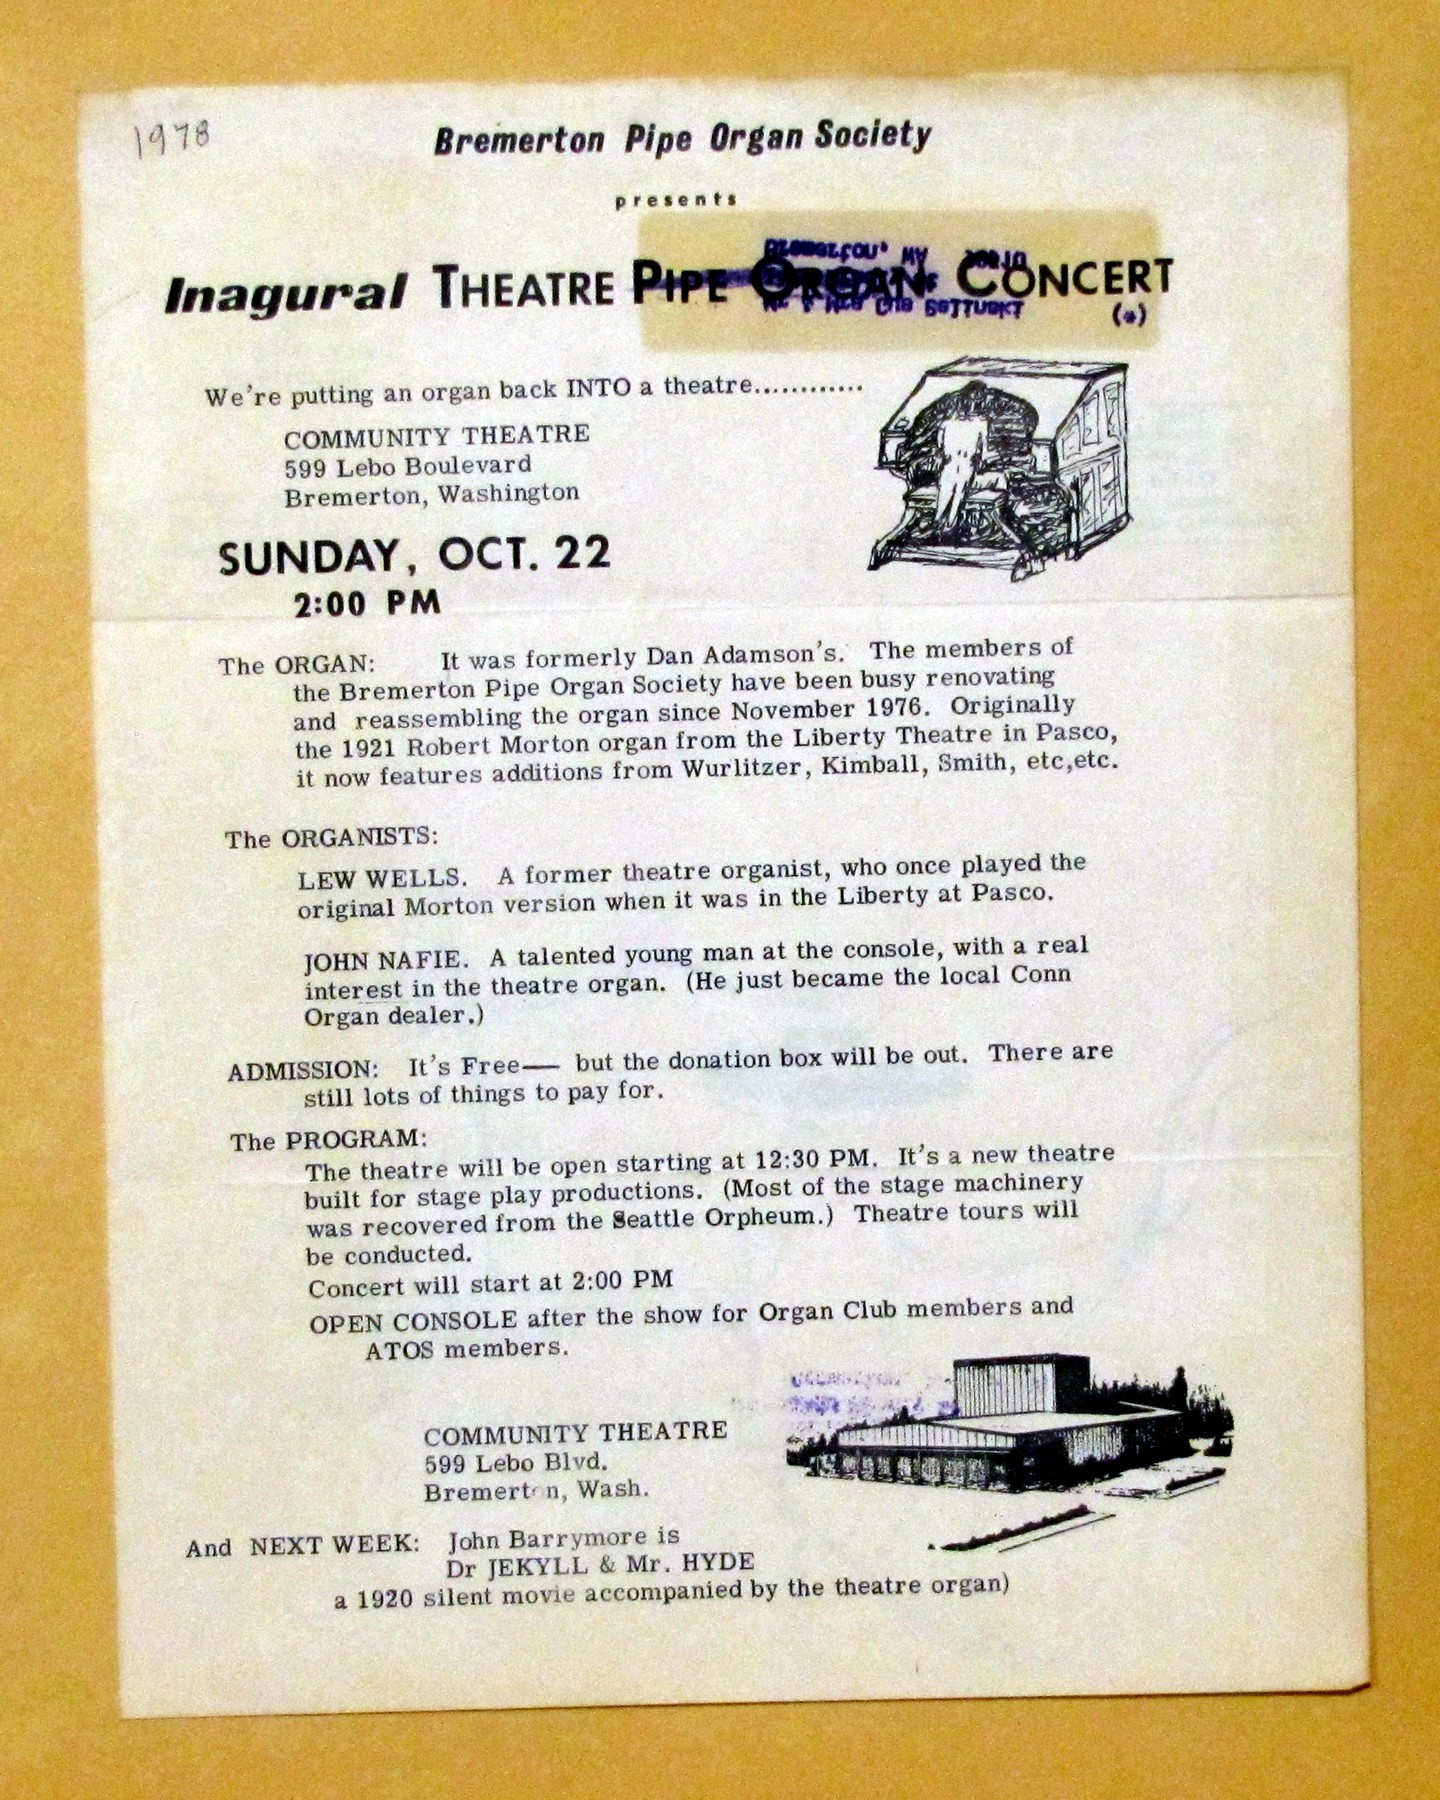 1978
Bremerton Pipe Organ Society
presents
Inagural THEATRE PIPE ORGAN CONCERT
(*)
We're putting an organ back INTO a theatre............
COMMUNITY THEATRE
599 Lebo Boulevard
Bremerton, Washington
SUNDAY, OCT. 22
2:00 PM
The ORGAN: It was formerly Dan Adamson's. The members of
the Bremerton Pipe Organ Society have been busy renovating
and reassembling the organ since November 1976. Originally
the 1921 Robert Morton organ from the Liberty Theatre in Pasco,
it now features additions from Wurlitzer, Kimball, Smith, etc,etc.
The ORGANISTS:
LEW WELLS. A former theatre organist, who once played the
original Morton version when it was in the Liberty at Pasco.
JOHN NAFIE. A talented young man at the console, with a real
interest in the theatre organ. (He just became the local Conn
Organ dealer.)
ADMISSION: It's Free— but the donation box will be out. There are
still lots of things to pay for.
The PROGRAM:
The theatre will be open starting at 12:30 PM. It's a new theatre
built for stage play productions. (Most of the stage machinery
was recovered from the Seattle Orpheum.) Theatre tours will
be conducted.
Concert will start at 2:00 PM
OPEN CONSOLE after the show for Organ Club members and
ATOS members.
COMMUNITY THEATRE
599 Lebo Blvd.
Bremerton, Wash.
And NEXT WEEK: John Barrymore is
Dr JEKYLL & Mr. HYDE
a 1920 silent movie accompanied by the theatre organ)